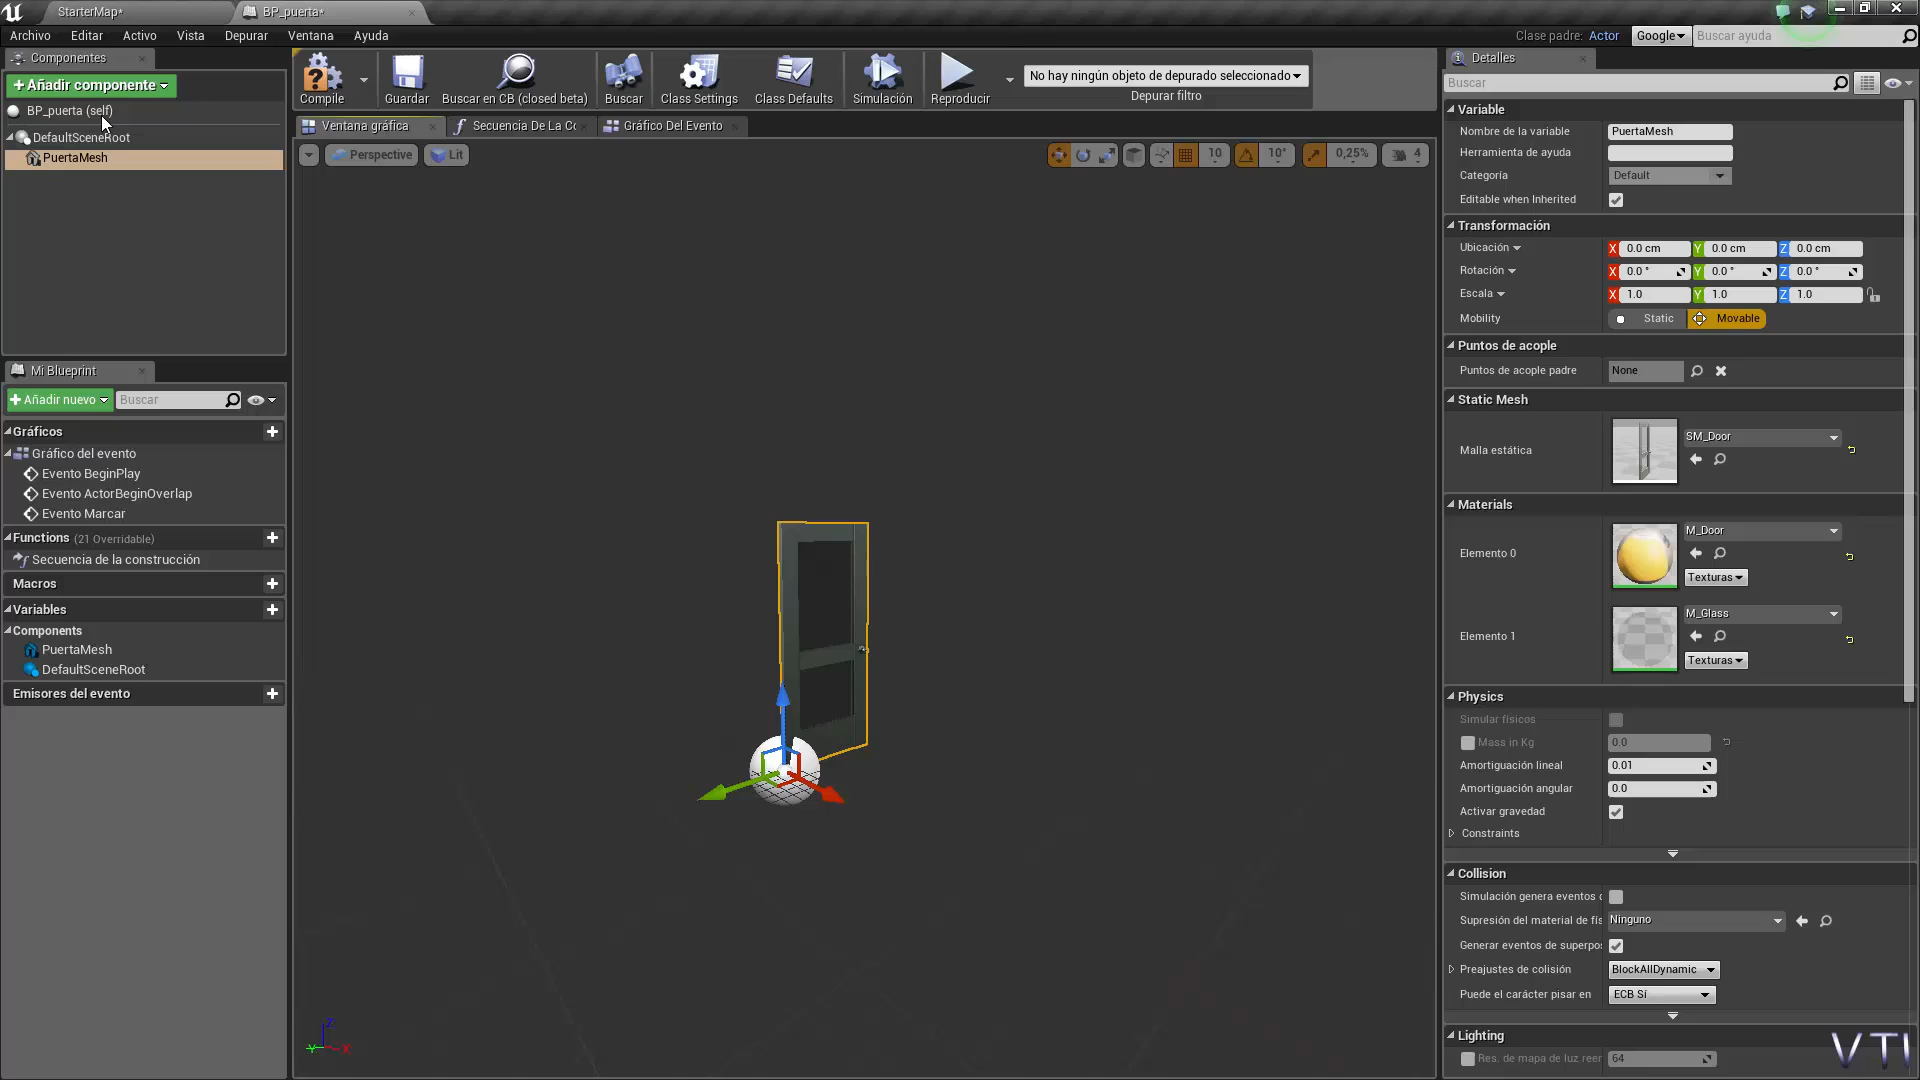 StarterMap*
BP_puerta*
Archivo Editar Activo Vista Depurar Ventana Ayuda
Clase padre: Actor Google Buscar ayuda
Componentes
+ Añadir componente
BP_puerta (self)
DefaultSceneRoot
PuertaMesh
Compile Guardar Buscar en CB (closed beta) Buscar Class Settings Class Defaults Simulación Reproducir
No hay ningún objeto de depurado seleccionado
Depurar filtro
Ventana gráfica
Secuencia De La Co
Gráfico Del Evento
Perspective Lit
10 10° 0,25% 4
Z
Y X
Mi Blueprint
+ Añadir nuevo Buscar
Gráficos
Gráfico del evento
Evento BeginPlay
Evento ActorBeginOverlap
Evento Marcar
Functions (21 Overridable)
Secuencia de la construcción
Macros
Variables
Components
PuertaMesh
DefaultSceneRoot
Emisores del evento
Detalles
Buscar
Variable
Nombre de la variable PuertaMesh
Herramienta de ayuda
Categoría Default
Editable when Inherited
Transformación
Ubicación X 0.0 cm Y 0.0 cm Z 0.0 cm
Rotación X 0.0 ° Y 0.0 ° Z 0.0 °
Escala X 1.0 Y 1.0 Z 1.0
Mobility Static Movable
Puntos de acople
Puntos de acople padre None
Static Mesh
Malla estática SM_Door
Materials
Elemento 0 M_Door
Texturas
Elemento 1 M_Glass
Texturas
Physics
Simular físicos
Mass in Kg 0.0
Amortiguación lineal 0.01
Amortiguación angular 0.0
Activar gravedad
Constraints
Collision
Simulación genera eventos d
Supresión del material de fís Ninguno
Generar eventos de superpos
Preajustes de colisión BlockAllDynamic
Puede el carácter pisar en ECB Sí
Lighting
Res. de mapa de luz reem 64
VTI